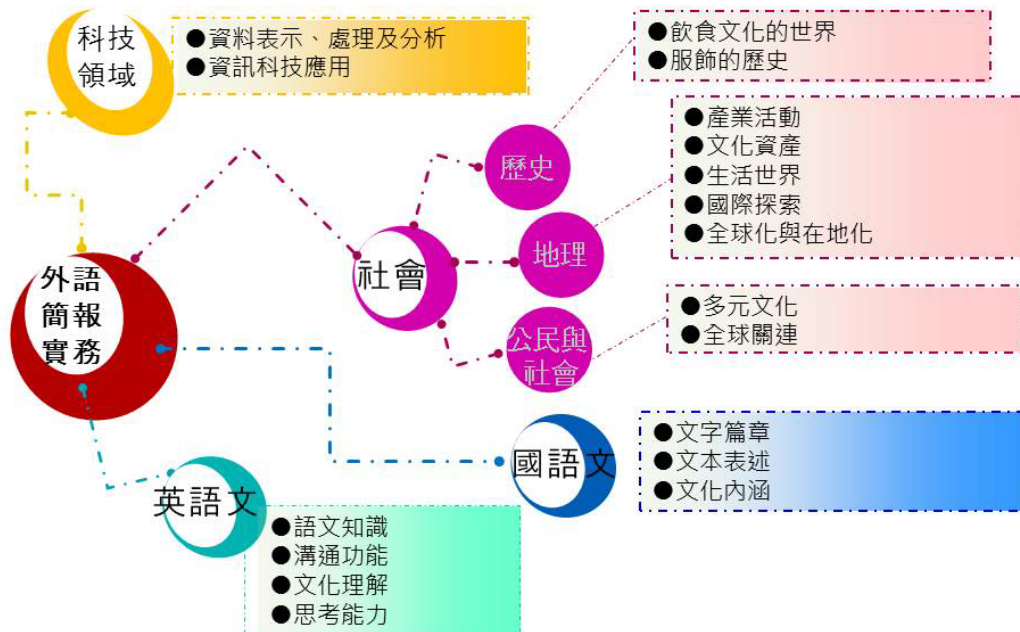 科技
領域
●資料表示、處理及分析
●資訊科技應用
●飲食文化的世界
●服飾的歷史
歷史
●產業活動
●文化資產
●生活世界
●國際探索
●全球化與在地化
地理
社會
●多元文化
●全球關連
公民與
社會
外語
簡報
實務
國語文
●文字篇章
●文本表述
●文化內涵
英語文
●語文知識
●溝通功能
●文化理解
●思考能力